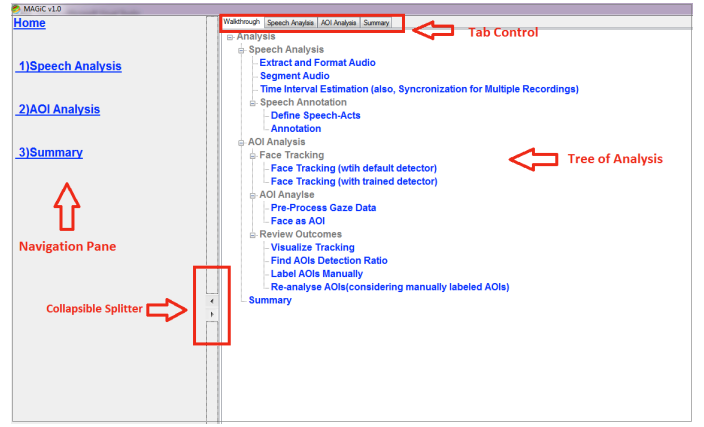 MAGiC v1.0
Home
1)Speech Analysis
2)AOI Analysis
3)Summary
Navigation Pane
Collapsible Splitter
Walkthrough Speech Anaylsis AOI Analysis Summary
Tab Control
Analysis
Speech Analysis
Extract and Format Audio
Segment Audio
Time Interval Estimation (also, Syncronization for Multiple Recordings)
Speech Annotation
Define Speech-Acts
Annotation
AOI Analysis
Face Tracking
Face Tracking (wtih default detector)
Face Tracking (with trained detector)
AOI Anaylse
Pre-Process Gaze Data
Face as AOI
Review Outcomes
Visualize Tracking
Find AOIs Detection Ratio
Label AOIs Manually
Re-analyse AOIs(considering manually labeled AOIs)
Summary
Tree of Analysis